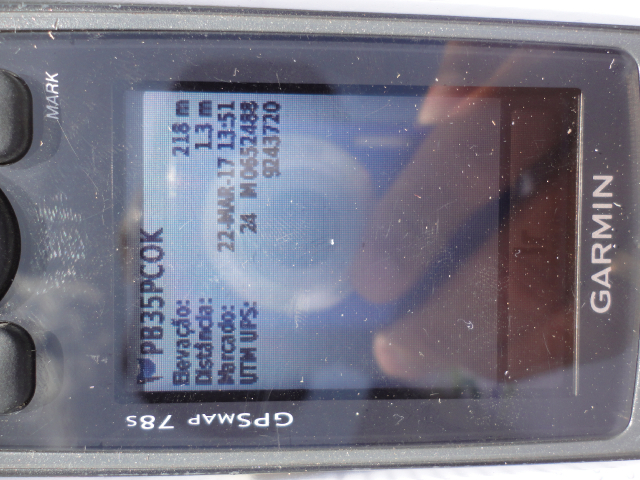 PB35PCOK
Elevação: 218 m
Distância: 1.3 m
Marcado: 22-MAR-17 13:51
UTM UPS: 24 M 0652488
9243720
GARMIN
GPSMAP 78s
MARK